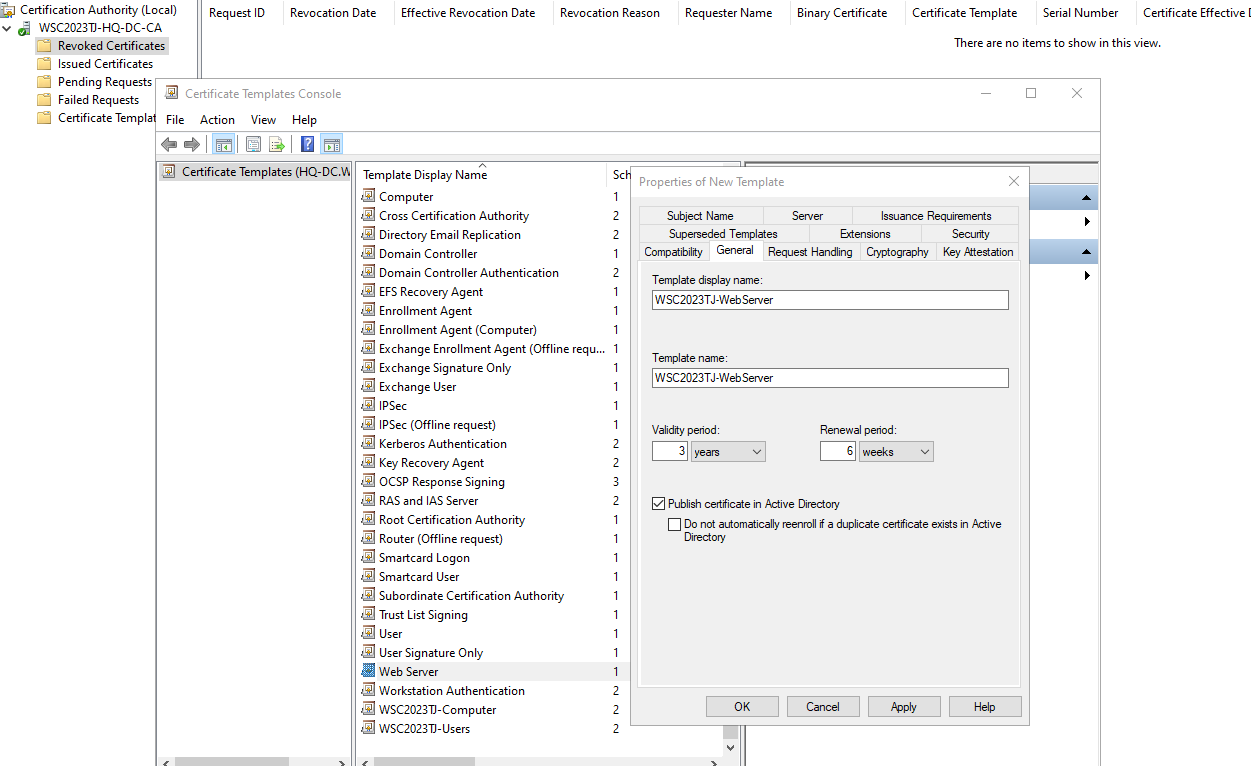 Certification Authority (Local)
WSC2023TJ-HQ-DC-CA
Revoked Certificates
Issued Certificates
Pending Requests
Failed Requests
Certificate Templat
Request ID Revocation Date Effective Revocation Date Revocation Reason Requester Name Binary Certificate Certificate Template Serial Number Certificate Effective D
There are no items to show in this view.
Certificate Templates Console
File Action View Help
Certificate Templates (HQ-DC.W
Template Display Name Sch
Computer 1
Cross Certification Authority 2
Directory Email Replication 2
Domain Controller 1
Domain Controller Authentication 2
EFS Recovery Agent 1
Enrollment Agent 1
Enrollment Agent (Computer) 1
Exchange Enrollment Agent (Offline requ... 1
Exchange Signature Only 1
Exchange User 1
IPSec 1
IPSec (Offline request) 1
Kerberos Authentication 2
Key Recovery Agent 2
OCSP Response Signing 3
RAS and IAS Server 2
Root Certification Authority 1
Router (Offline request) 1
Smartcard Logon 1
Smartcard User 1
Subordinate Certification Authority 1
Trust List Signing 1
User 1
User Signature Only 1
Web Server 1
Workstation Authentication 2
WSC2023TJ-Computer 2
WSC2023TJ-Users 2
Properties of New Template
Subject Name Server Issuance Requirements
Superseded Templates Extensions Security
Compatibility General Request Handling Cryptography Key Attestation
Template display name:
WSC2023TJ-WebServer
Template name:
WSC2023TJ-WebServer
Validity period: Renewal period:
3 years 6 weeks
Publish certificate in Active Directory
Do not automatically reenroll if a duplicate certificate exists in Active
Directory
OK Cancel Apply Help